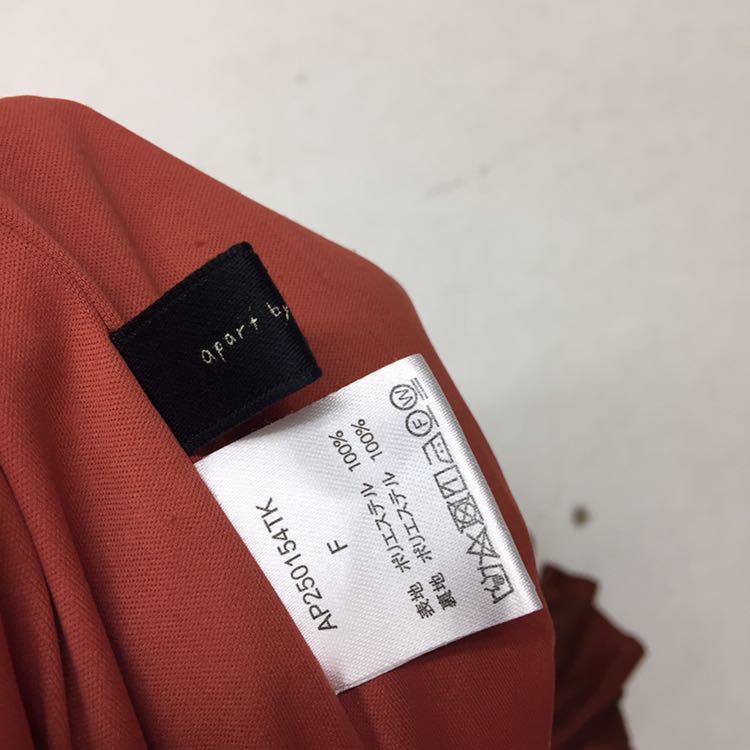 apart by
AP250154TK
F
表地 ポリエステル 100%
裏地 ポリエステル 100%
F W